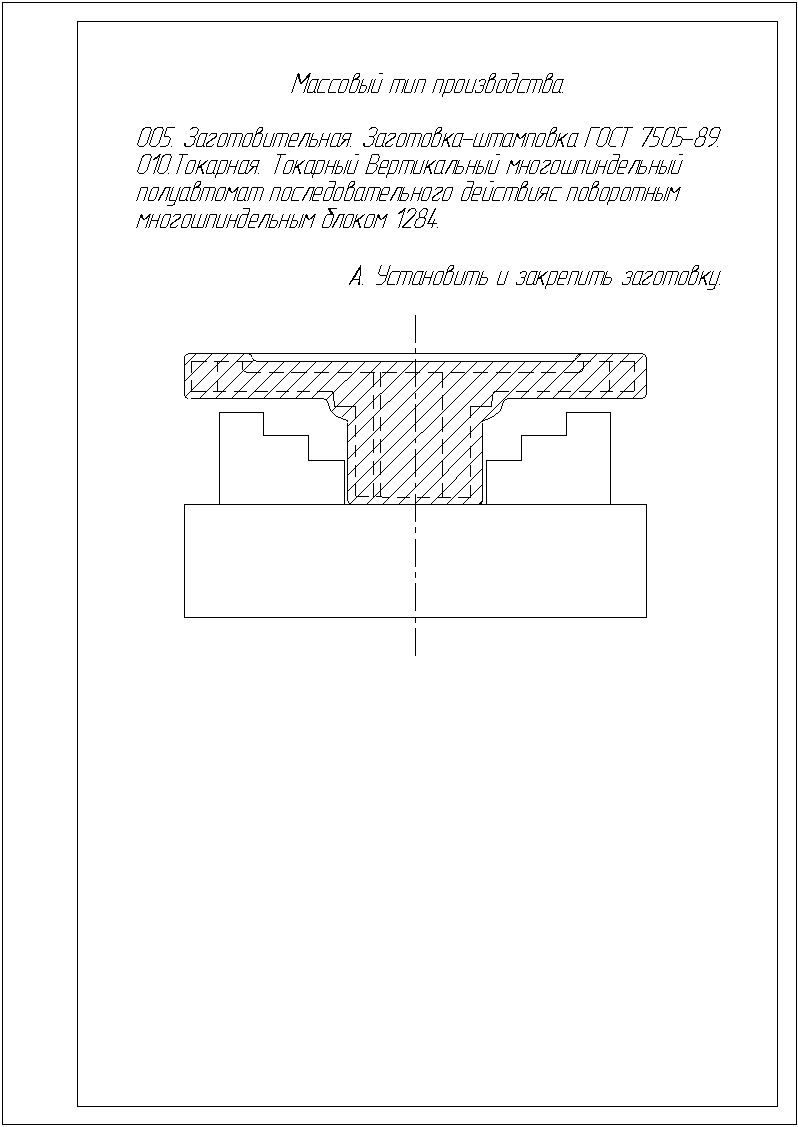 Массовый тип производства.
005. Заготовительная. Заготовка-штамповка ГОСТ 7505-89.
010.Токарная. Токарный Вертикальный многошпиндельный
полуавтомат последовательного действияс поворотным
многошпиндельным блоком 1284.
А. Установить и закрепить заготовку.